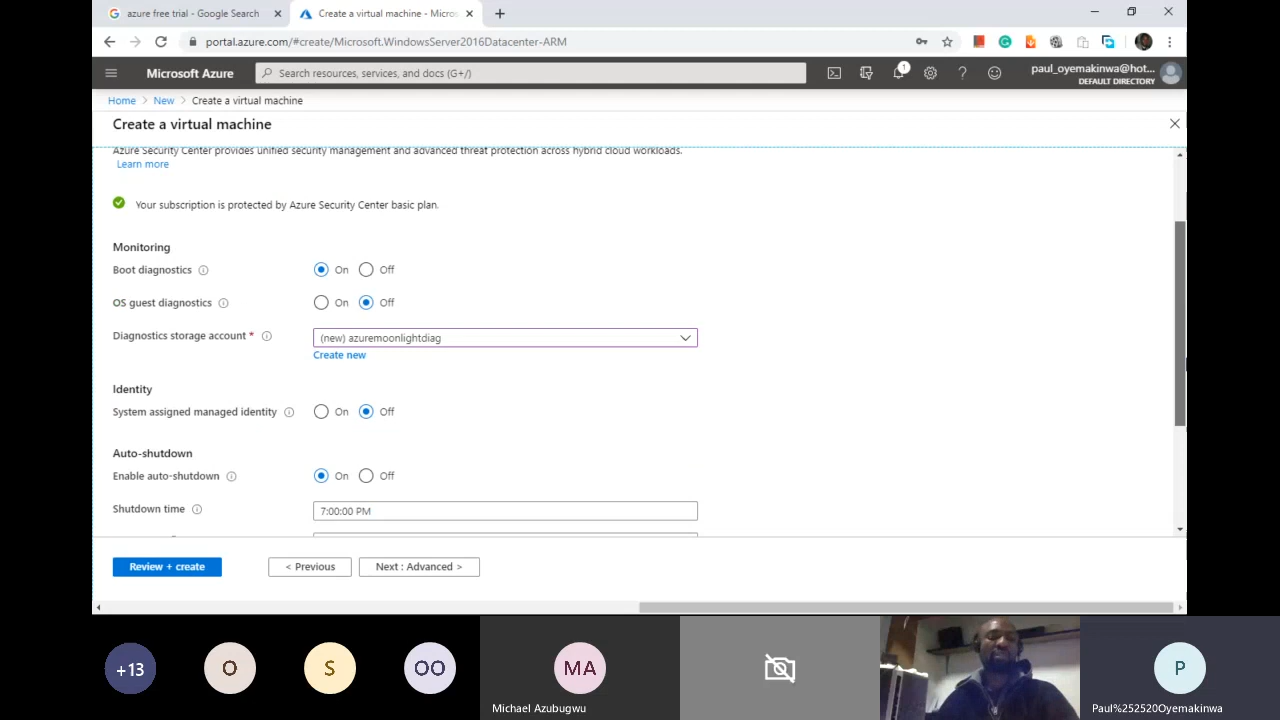 azure free trial - Google Search
Create a virtual machine - Micros
portal.azure.com/#create/Microsoft.WindowsServer2016Datacenter-ARM
Microsoft Azure
Search resources, services, and docs (G+/)
1
paul_oyemakinwa@hot...
DEFAULT DIRECTORY
Home > New > Create a virtual machine
Create a virtual machine
Azure Security Center provides unified security management and advanced threat protection across hybrid cloud workloads.
Learn more
Your subscription is protected by Azure Security Center basic plan.
Monitoring
Boot diagnostics On Off
OS guest diagnostics On Off
Diagnostics storage account * (new) azuremoonlightdiag
Create new
Identity
System assigned managed identity On Off
Auto-shutdown
Enable auto-shutdown On Off
Shutdown time 7:00:00 PM
Review + create < Previous Next : Advanced >
+13 O S OO MA P
Michael Azubugwu Paul%252520Oyemakinwa